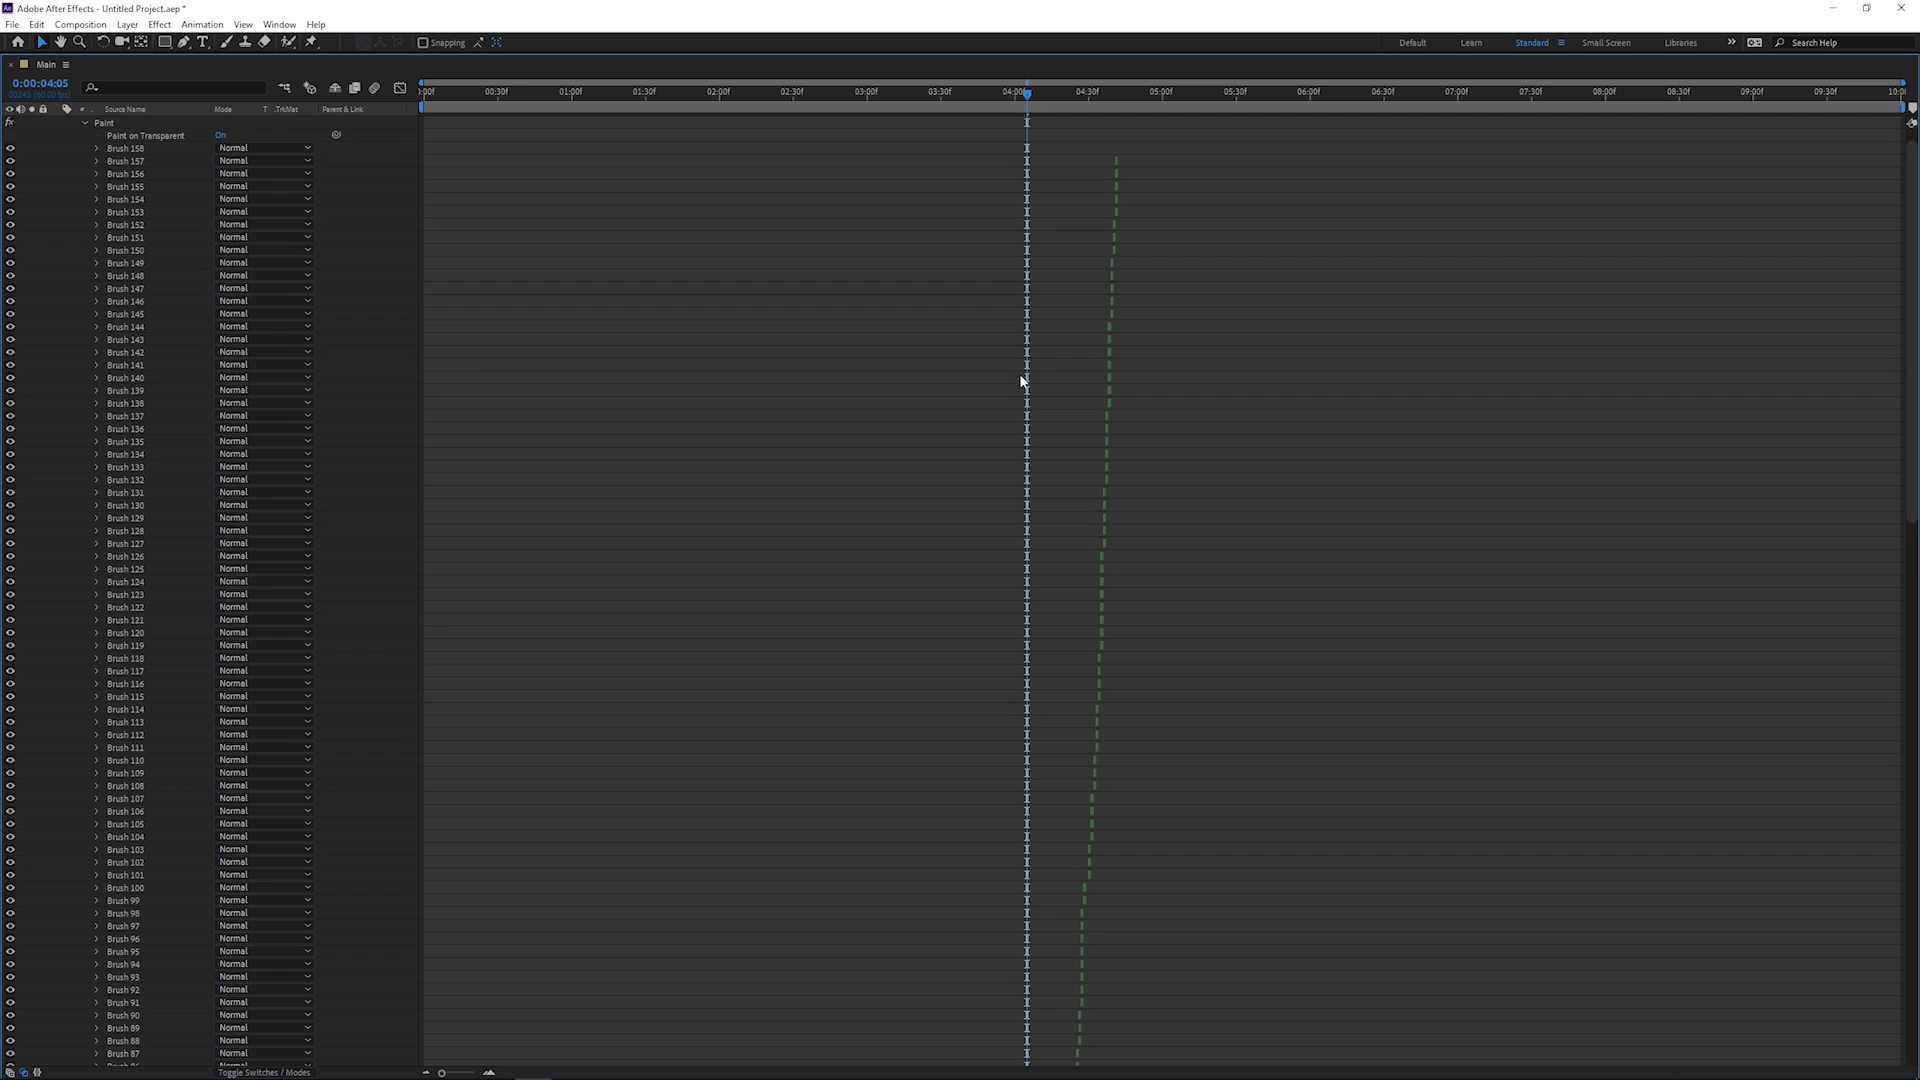 Adobe After Effects - Untitled Project.aep *
File Edit Composition Layer Effect Animation View Window Help
Snapping Default Learn Standard Small Screen Libraries Search Help
Main
0:00:04:05
00245 (60.00 fps)
:00f 00:30f 01:00f 01:30f 02:00f 02:30f 03:00f 03:30f 04:00f 04:30f 05:00f 05:30f 06:00f 06:30f 07:00f 07:30f 08:00f 08:30f 09:00f 09:30f 10:00
Source Name Mode T .TrkMat Parent & Link
fx Paint
Paint on Transparent On
Brush 158 Normal
Brush 157 Normal
Brush 156 Normal
Brush 155 Normal
Brush 154 Normal
Brush 153 Normal
Brush 152 Normal
Brush 151 Normal
Brush 150 Normal
Brush 149 Normal
Brush 148 Normal
Brush 147 Normal
Brush 146 Normal
Brush 145 Normal
Brush 144 Normal
Brush 143 Normal
Brush 142 Normal
Brush 141 Normal
Brush 140 Normal
Brush 139 Normal
Brush 138 Normal
Brush 137 Normal
Brush 136 Normal
Brush 135 Normal
Brush 134 Normal
Brush 133 Normal
Brush 132 Normal
Brush 131 Normal
Brush 130 Normal
Brush 129 Normal
Brush 128 Normal
Brush 127 Normal
Brush 126 Normal
Brush 125 Normal
Brush 124 Normal
Brush 123 Normal
Brush 122 Normal
Brush 121 Normal
Brush 120 Normal
Brush 119 Normal
Brush 118 Normal
Brush 117 Normal
Brush 116 Normal
Brush 115 Normal
Brush 114 Normal
Brush 113 Normal
Brush 112 Normal
Brush 111 Normal
Brush 110 Normal
Brush 109 Normal
Brush 108 Normal
Brush 107 Normal
Brush 106 Normal
Brush 105 Normal
Brush 104 Normal
Brush 103 Normal
Brush 102 Normal
Brush 101 Normal
Brush 100 Normal
Brush 99 Normal
Brush 98 Normal
Brush 97 Normal
Brush 96 Normal
Brush 95 Normal
Brush 94 Normal
Brush 93 Normal
Brush 92 Normal
Brush 91 Normal
Brush 90 Normal
Brush 89 Normal
Brush 88 Normal
Brush 87 Normal
Toggle Switches / Modes